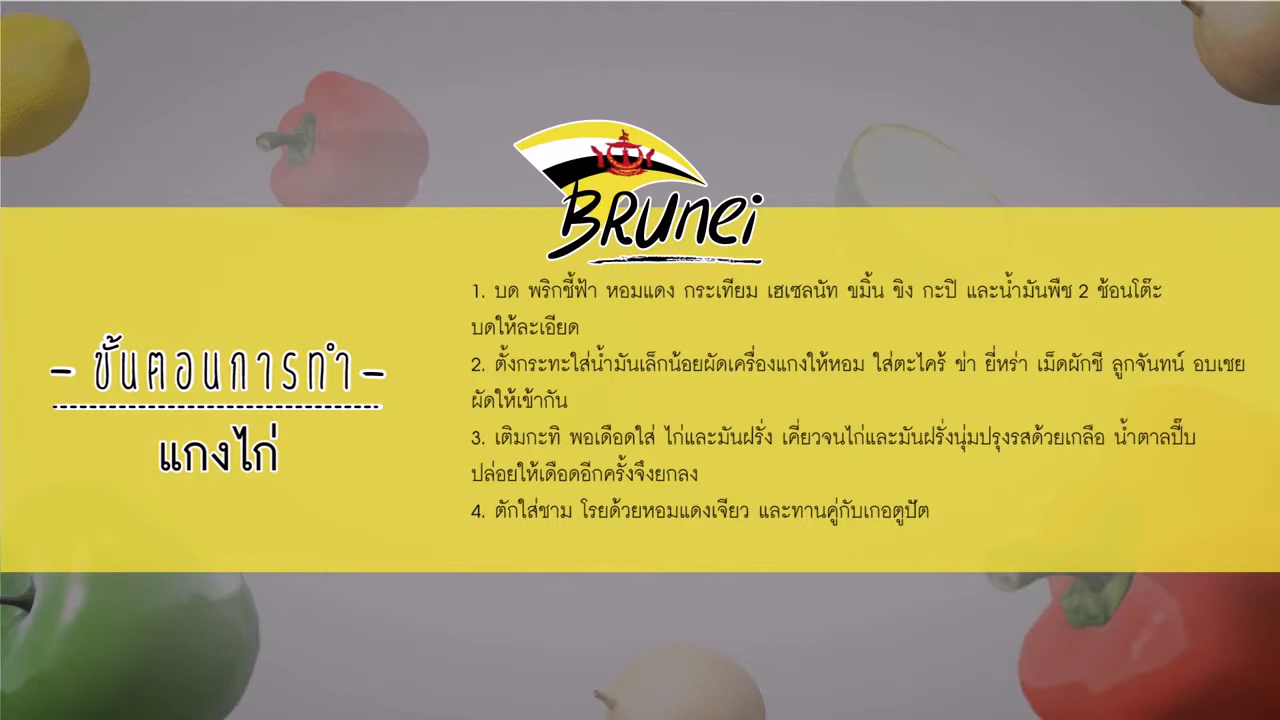 BRUNEI
- ขั้นตอนการทำ -
แกงไก่
1. บด พริกชี้ฟ้า หอมแดง กระเทียม เฮเซลนัท ขมิ้น ขิง กะปิ และน้ำมันพืช 2 ช้อนโต๊ะ
บดให้ละเอียด
2. ตั้งกระทะใส่น้ำมันเล็กน้อยผัดเครื่องแกงให้หอม ใส่ตะไคร้ ข่า ยี่หร่า เม็ดผักชี ลูกจันทน์ อบเชย
ผัดให้เข้ากัน
3. เติมกะทิ พอเดือดใส่ ไก่และมันฝรั่ง เคี่ยวจนไก่และมันฝรั่งนุ่มปรุงรสด้วยเกลือ น้ำตาลปี๊บ
ปล่อยให้เดือดอีกครั้งจึงยกลง
4. ตักใส่ชาม โรยด้วยหอมแดงเจียว และทานคู่กับเกอตูปัต